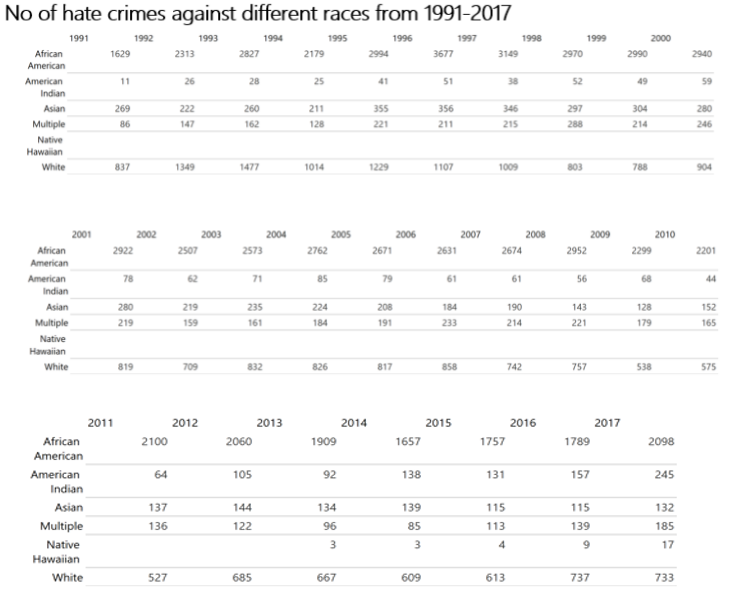 No of hate crimes against different races from 1991-2017
1991 1992 1993 1994 1995 1996 1997 1998 1999 2000
African 1629 2313 2827 2179 2994 3677 3149 2970 2990 2940
American
American 11 26 28 25 41 51 38 52 49 59
Indian
Asian 269 222 260 211 355 356 346 297 304 280
Multiple 86 147 162 128 221 211 215 288 214 246
Native
Hawaiian
White 837 1349 1477 1014 1229 1107 1009 803 788 904
2001 2002 2003 2004 2005 2006 2007 2008 2009 2010
African 2922 2507 2573 2762 2671 2631 2674 2952 2299 2201
American
American 78 62 71 85 79 61 61 56 68 44
Indian
Asian 280 219 235 224 208 184 190 143 128 152
Multiple 219 159 161 184 191 233 214 221 179 165
Native
Hawaiian
White 819 709 832 826 817 858 742 757 538 575
2011 2012 2013 2014 2015 2016 2017
African 2100 2060 1909 1657 1757 1789 2098
American
American 64 105 92 138 131 157 245
Indian
Asian 137 144 134 139 115 115 132
Multiple 136 122 96 85 113 139 185
Native 3 3 4 9 17
Hawaiian
White 527 685 667 609 613 737 733